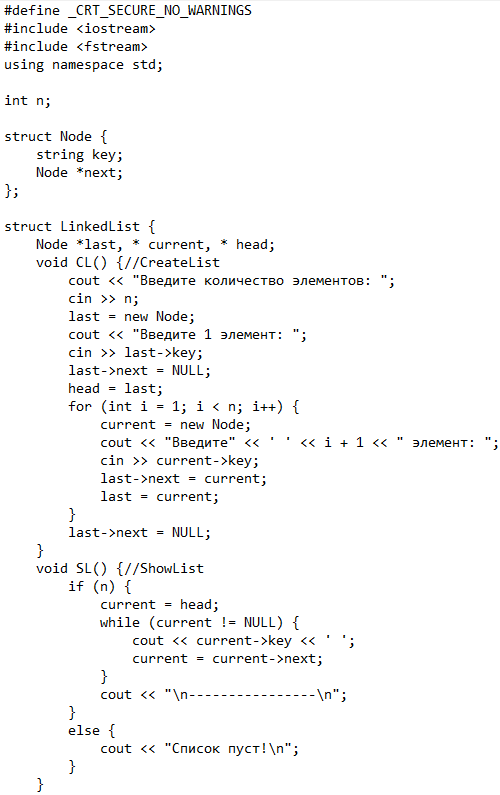 #define _CRT_SECURE_NO_WARNINGS
#include <iostream>
#include <fstream>
using namespace std;

int n;

struct Node {
    string key;
    Node *next;
};

struct LinkedList {
    Node *last, * current, * head;
    void CL() {//CreateList
        cout << "Введите количество элементов: ";
        cin >> n;
        last = new Node;
        cout << "Введите 1 элемент: ";
        cin >> last->key;
        last->next = NULL;
        head = last;
        for (int i = 1; i < n; i++) {
            current = new Node;
            cout << "Введите" << ' ' << i + 1 << " элемент: ";
            cin >> current->key;
            last->next = current;
            last = current;
        }
        last->next = NULL;
    }
    void SL() {//ShowList
        if (n) {
            current = head;
            while (current != NULL) {
                cout << current->key << ' ';
                current = current->next;
            }
            cout << "\n----------------\n";
        }
        else {
            cout << "Список пуст!\n";
        }
    }